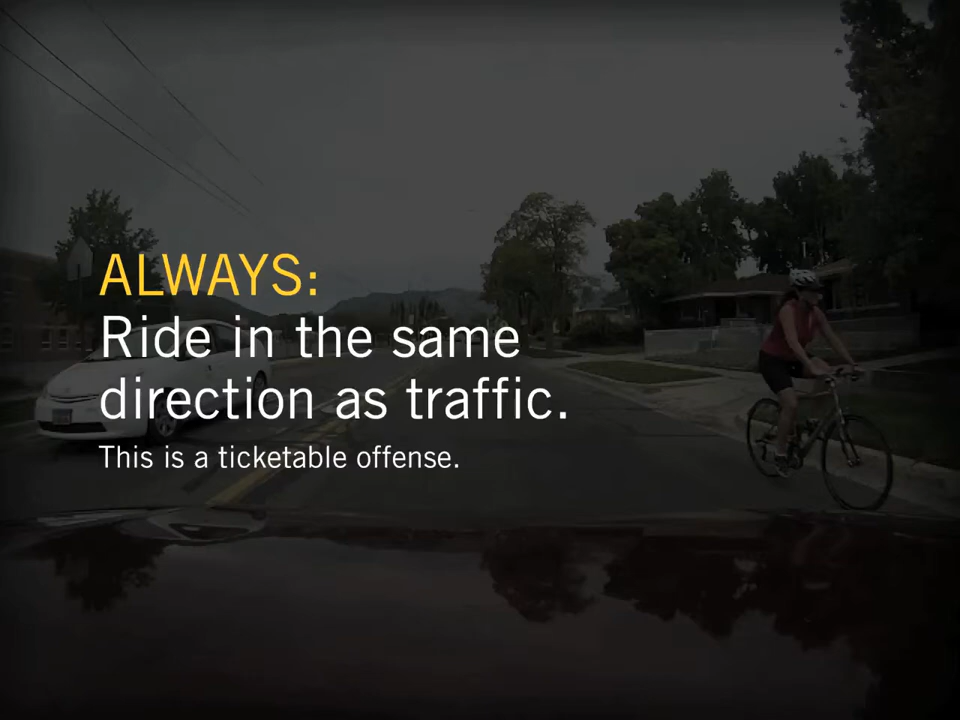 ALWAYS:
Ride in the same
direction as traffic.
This is a ticketable offense.